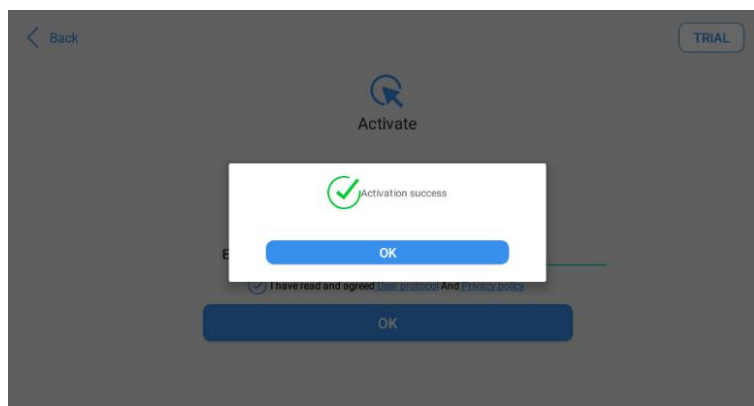 Back
TRIAL
Activate
Activation success
OK
E
I have read and agreed User protocol And Privacy policy
OK